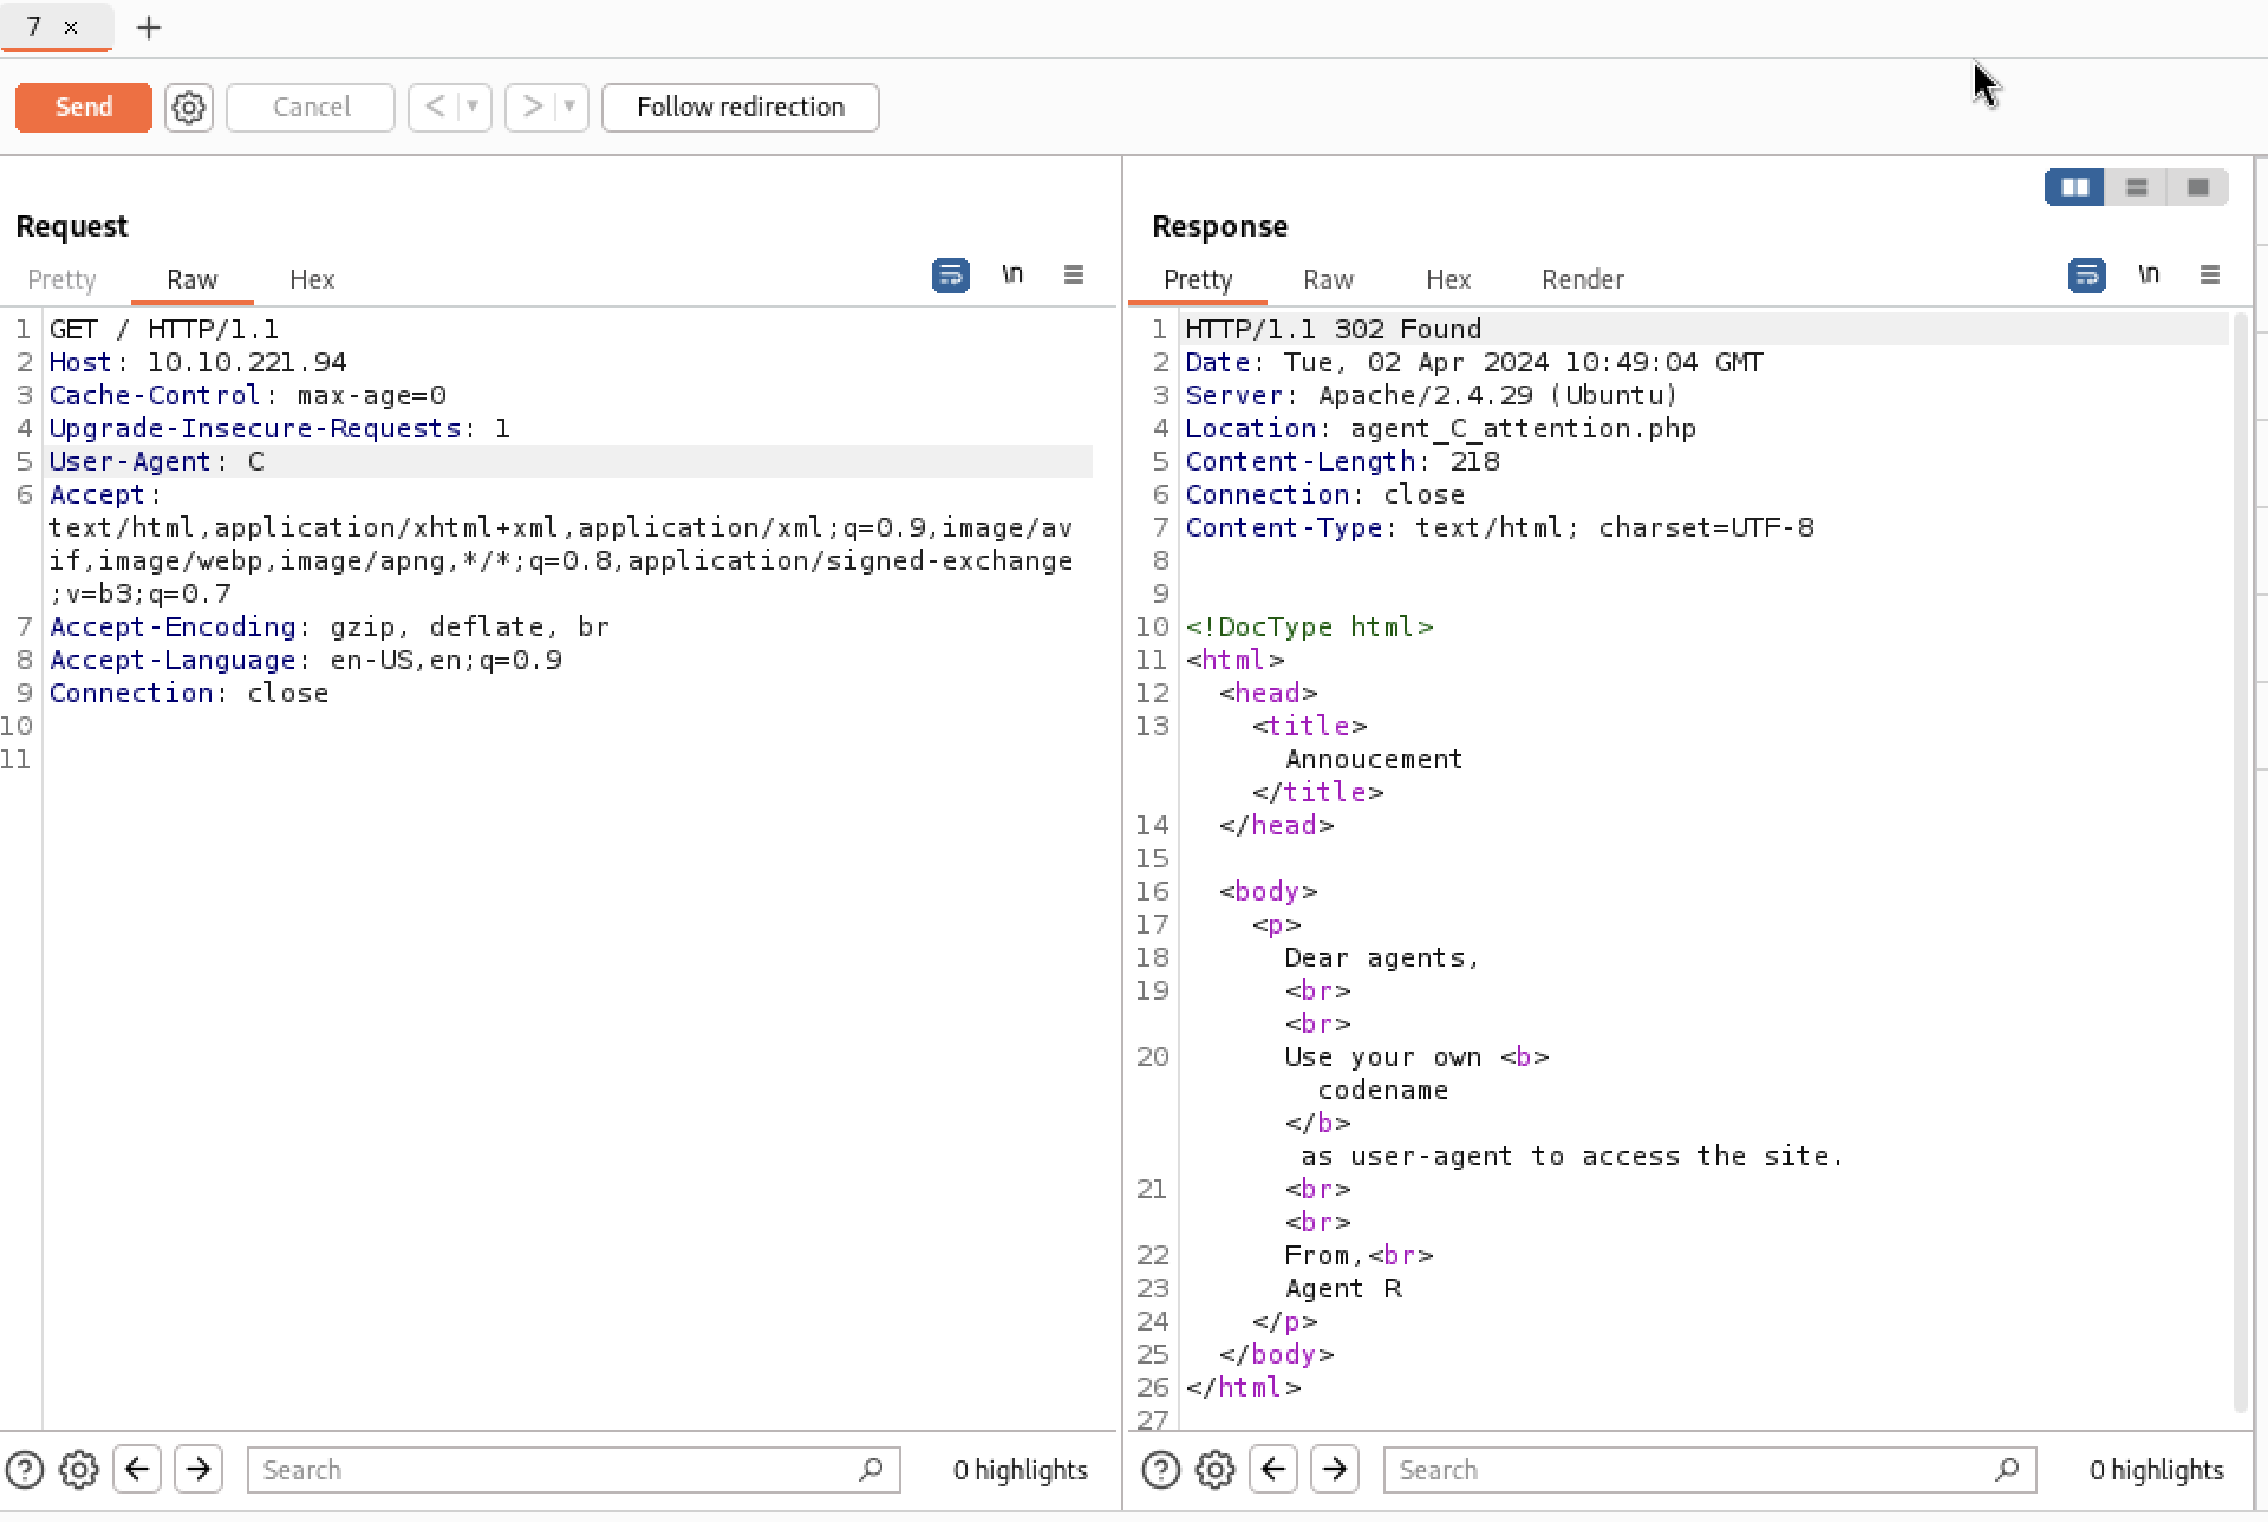 7 ×
+
Send
Cancel
<
>
Follow redirection
Request
Pretty Raw Hex
\n
1 GET / HTTP/1.1
2 Host: 10.10.221.94
3 Cache-Control: max-age=0
4 Upgrade-Insecure-Requests: 1
5 User-Agent: C
6 Accept:
text/html,application/xhtml+xml,application/xml;q=0.9,image/av
if,image/webp,image/apng,*/*;q=0.8,application/signed-exchange
;v=b3;q=0.7
7 Accept-Encoding: gzip, deflate, br
8 Accept-Language: en-US,en;q=0.9
9 Connection: close
10
11
Search
0 highlights
Response
Pretty Raw Hex Render
\n
1 HTTP/1.1 302 Found
2 Date: Tue, 02 Apr 2024 10:49:04 GMT
3 Server: Apache/2.4.29 (Ubuntu)
4 Location: agent_C_attention.php
5 Content-Length: 218
6 Connection: close
7 Content-Type: text/html; charset=UTF-8
8
9
10 <!DocType html>
11 <html>
12 <head>
13 <title>
Annoucement
</title>
14 </head>
15
16 <body>
17 <p>
18 Dear agents,
19 <br>
<br>
20 Use your own <b>
codename
</b>
as user-agent to access the site.
21 <br>
<br>
22 From,<br>
23 Agent R
24 </p>
25 </body>
26 </html>
27
Search
0 highlights